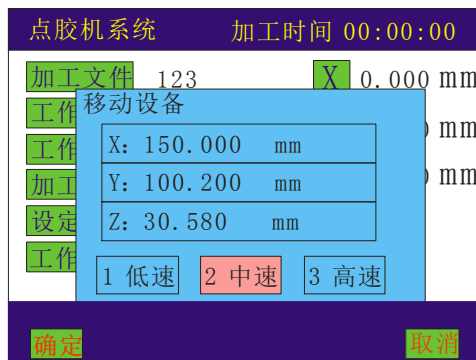 点胶机系统 加工时间 00:00:00
加工文件 123 X 0.000 mm
移动设备
工作 mm
X: 150.000 mm
工作
Y: 100.200 mm
加工 mm
设定 Z: 30.580 mm
工作
1 低速 2 中速 3 高速
确定 取消